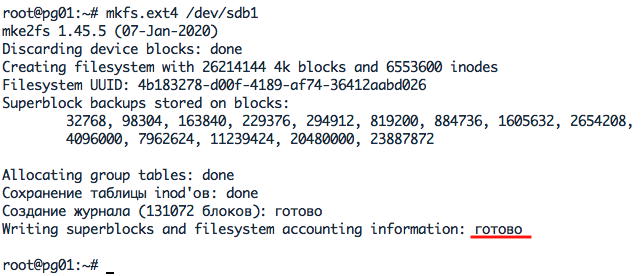 root@pg01:~# mkfs.ext4 /dev/sdb1
mke2fs 1.45.5 (07-Jan-2020)
Discarding device blocks: done
Creating filesystem with 26214144 4k blocks and 6553600 inodes
Filesystem UUID: 4b183278-d00f-4189-af74-36412aabd026
Superblock backups stored on blocks:
32768, 98304, 163840, 229376, 294912, 819200, 884736, 1605632, 2654208,
4096000, 7962624, 11239424, 20480000, 23887872
Allocating group tables: done
Сохранение таблицы inod'ов: done
Создание журнала (131072 блоков): готово
Writing superblocks and filesystem accounting information: готово
root@pg01:~#